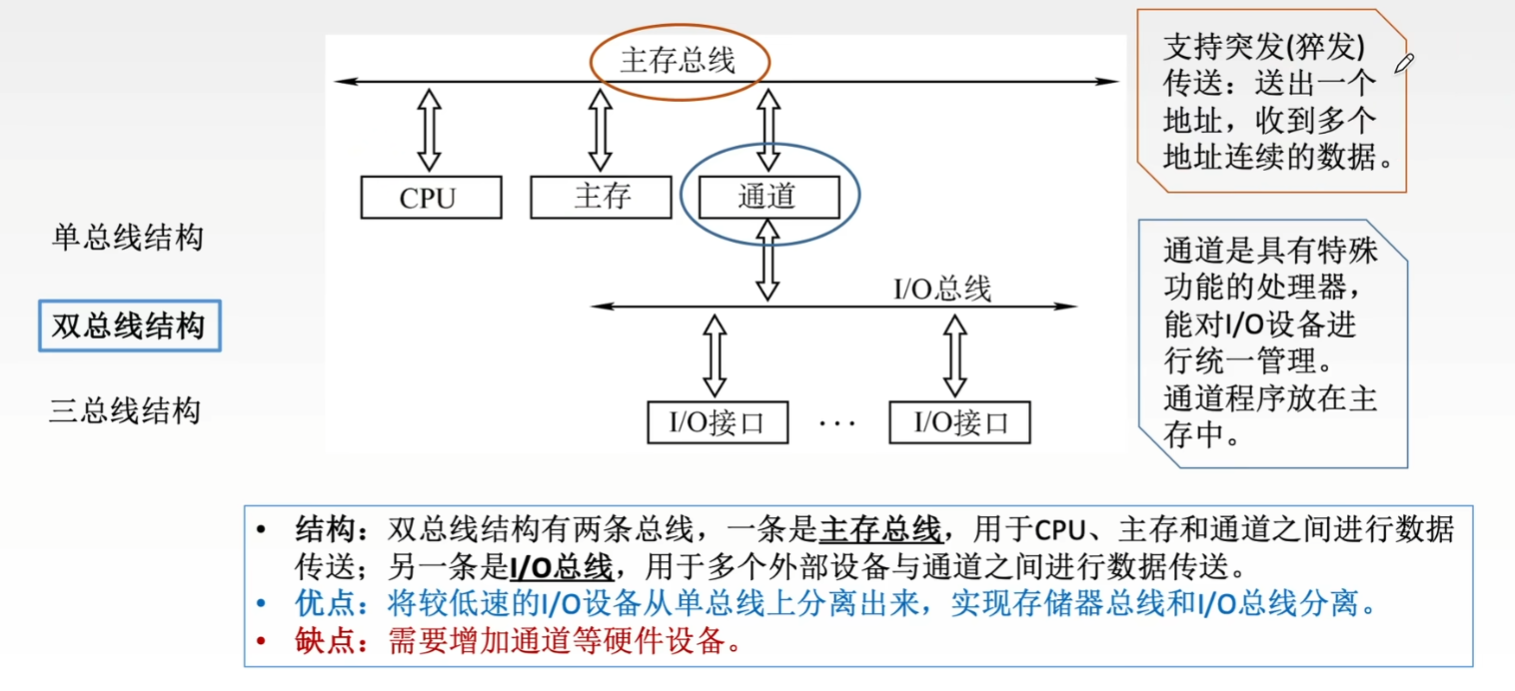 主存总线
支持突发(猝发)
传送：送出一个
地址，收到多个
地址连续的数据。
CPU
主存
通道
单总线结构
双总线结构
三总线结构
I/O总线
通道是具有特殊
功能的处理器，
能对I/O设备进
行统一管理。
通道程序放在主
存中。
I/O接口
···
I/O接口
• 结构：双总线结构有两条总线，一条是主存总线，用于CPU、主存和通道之间进行数据
传送；另一条是I/O总线，用于多个外部设备与通道之间进行数据传送。
• 优点：将较低速的I/O设备从单总线上分离出来，实现存储器总线和I/O总线分离。
• 缺点：需要增加通道等硬件设备。